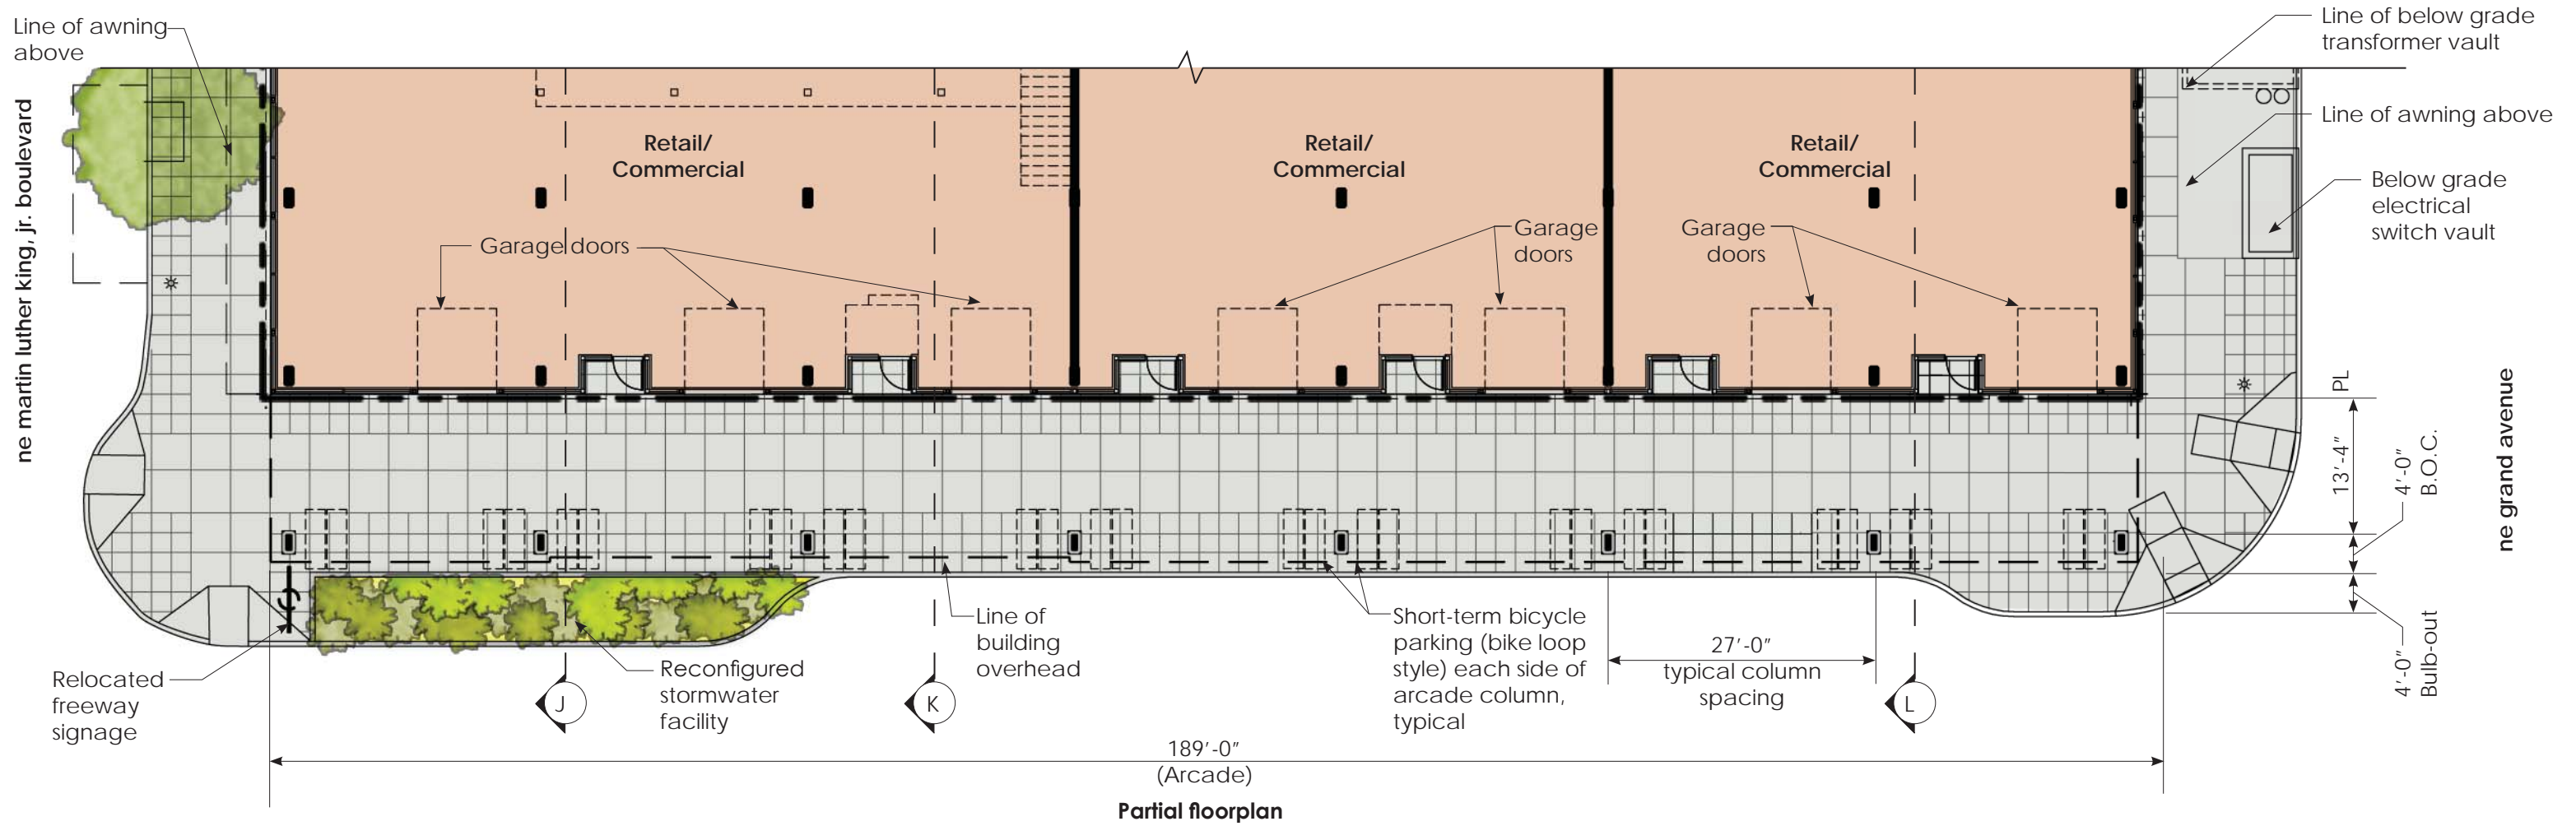 Line of awning
above
Line of below grade
transformer vault
ne martin luther king, jr. boulevard
Retail/
Commercial
Retail/
Commercial
Retail/
Commercial
Line of awning above
Below grade
electrical
switch vault
Garage doors
Garage
doors
Garage
doors
PL
13'-4"
4'-0"
B.O.C.
ne grand avenue
4'-0"
Bulb-out
Relocated
freeway
signage
Reconfigured
stormwater
facility
Line of
building
overhead
Short-term bicycle
parking (bike loop
style) each side of
arcade column,
typical
27'-0"
typical column
spacing
J
K
L
189'-0"
(Arcade)
Partial floorplan